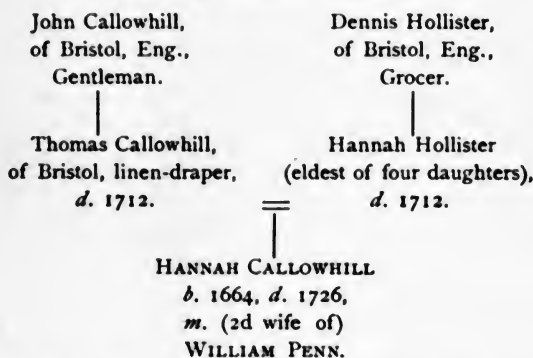 John Callowhill,
of Bristol, Eng.,
Gentleman.
Dennis Hollister,
of Bristol, Eng.,
Grocer.
Thomas Callowhill,
of Bristol, linen-draper,
d. 1712.
Hannah Hollister
(eldest of four daughters),
d. 1712.
HANNAH CALLOWHILL
b. 1664, d. 1726,
m. (2d wife of)
WILLIAM PENN.